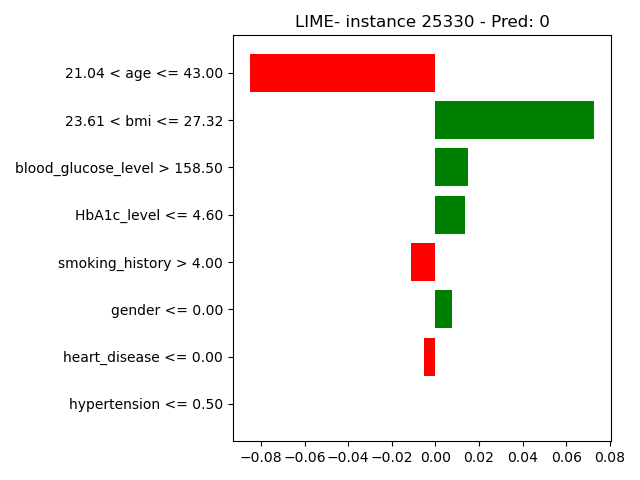 LIME- instance 25330 - Pred: 0
21.04 < age <= 43.00
23.61 < bmi <= 27.32
blood_glucose_level > 158.50
HbA1c_level <= 4.60
smoking_history > 4.00
gender <= 0.00
heart_disease <= 0.00
hypertension <= 0.50
−0.08 −0.06 −0.04 −0.02 0.00 0.02 0.04 0.06 0.08